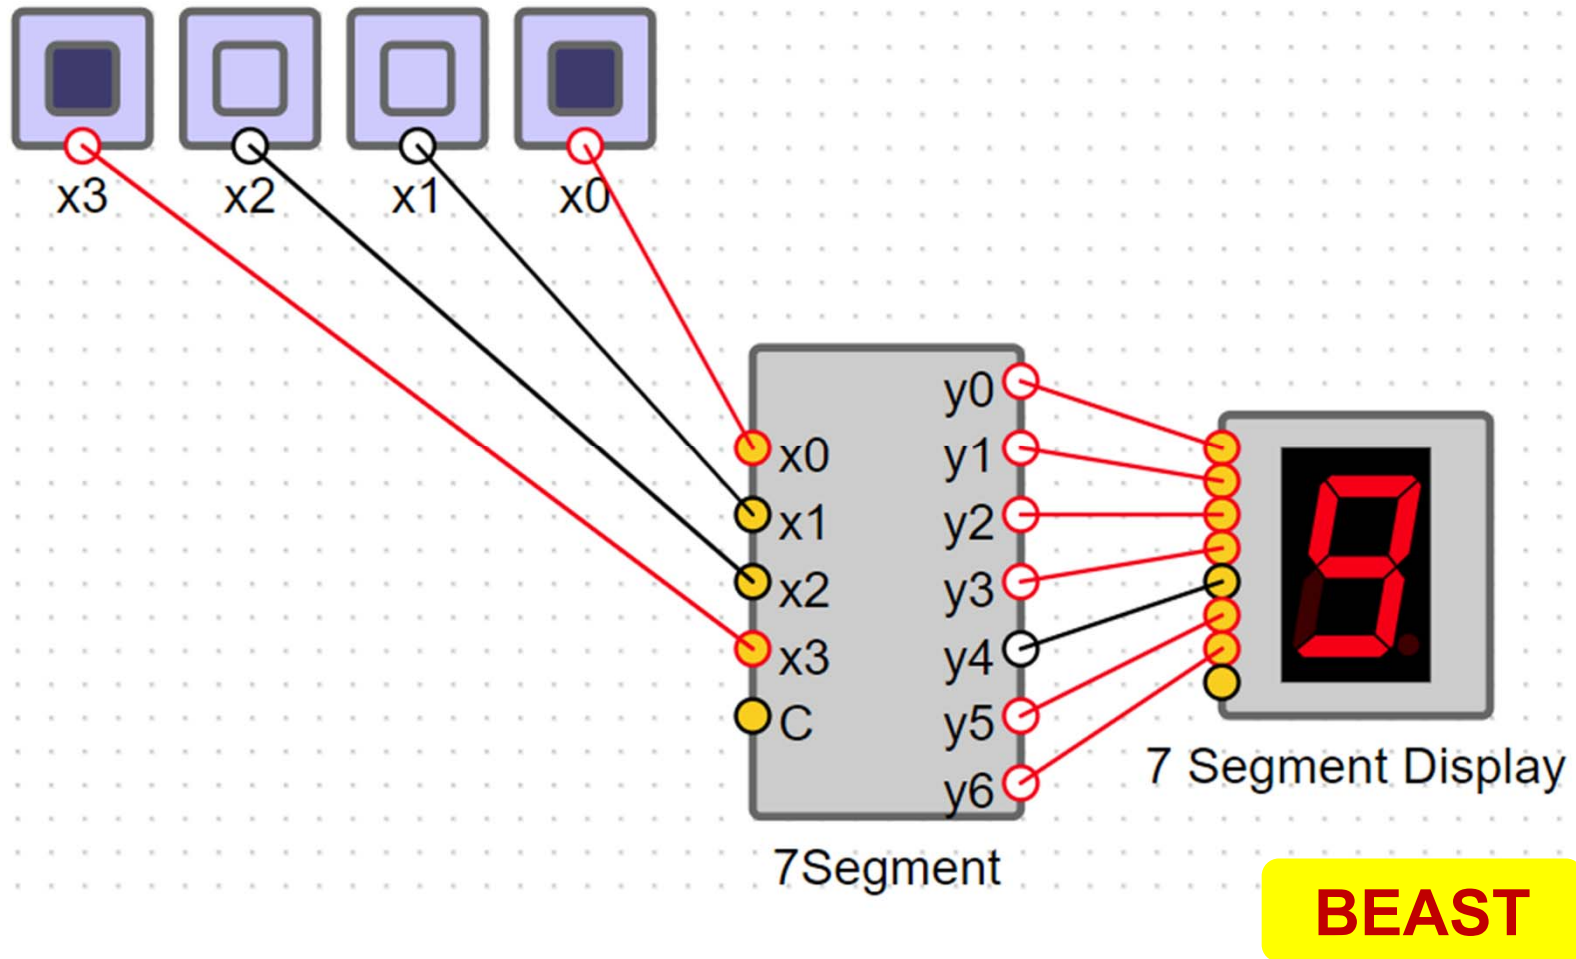 x3 x2 x1 x0
x0
x1
x2
x3
C
y0
y1
y2
y3
y4
y5
y6
7Segment
9
7 Segment Display
BEAST